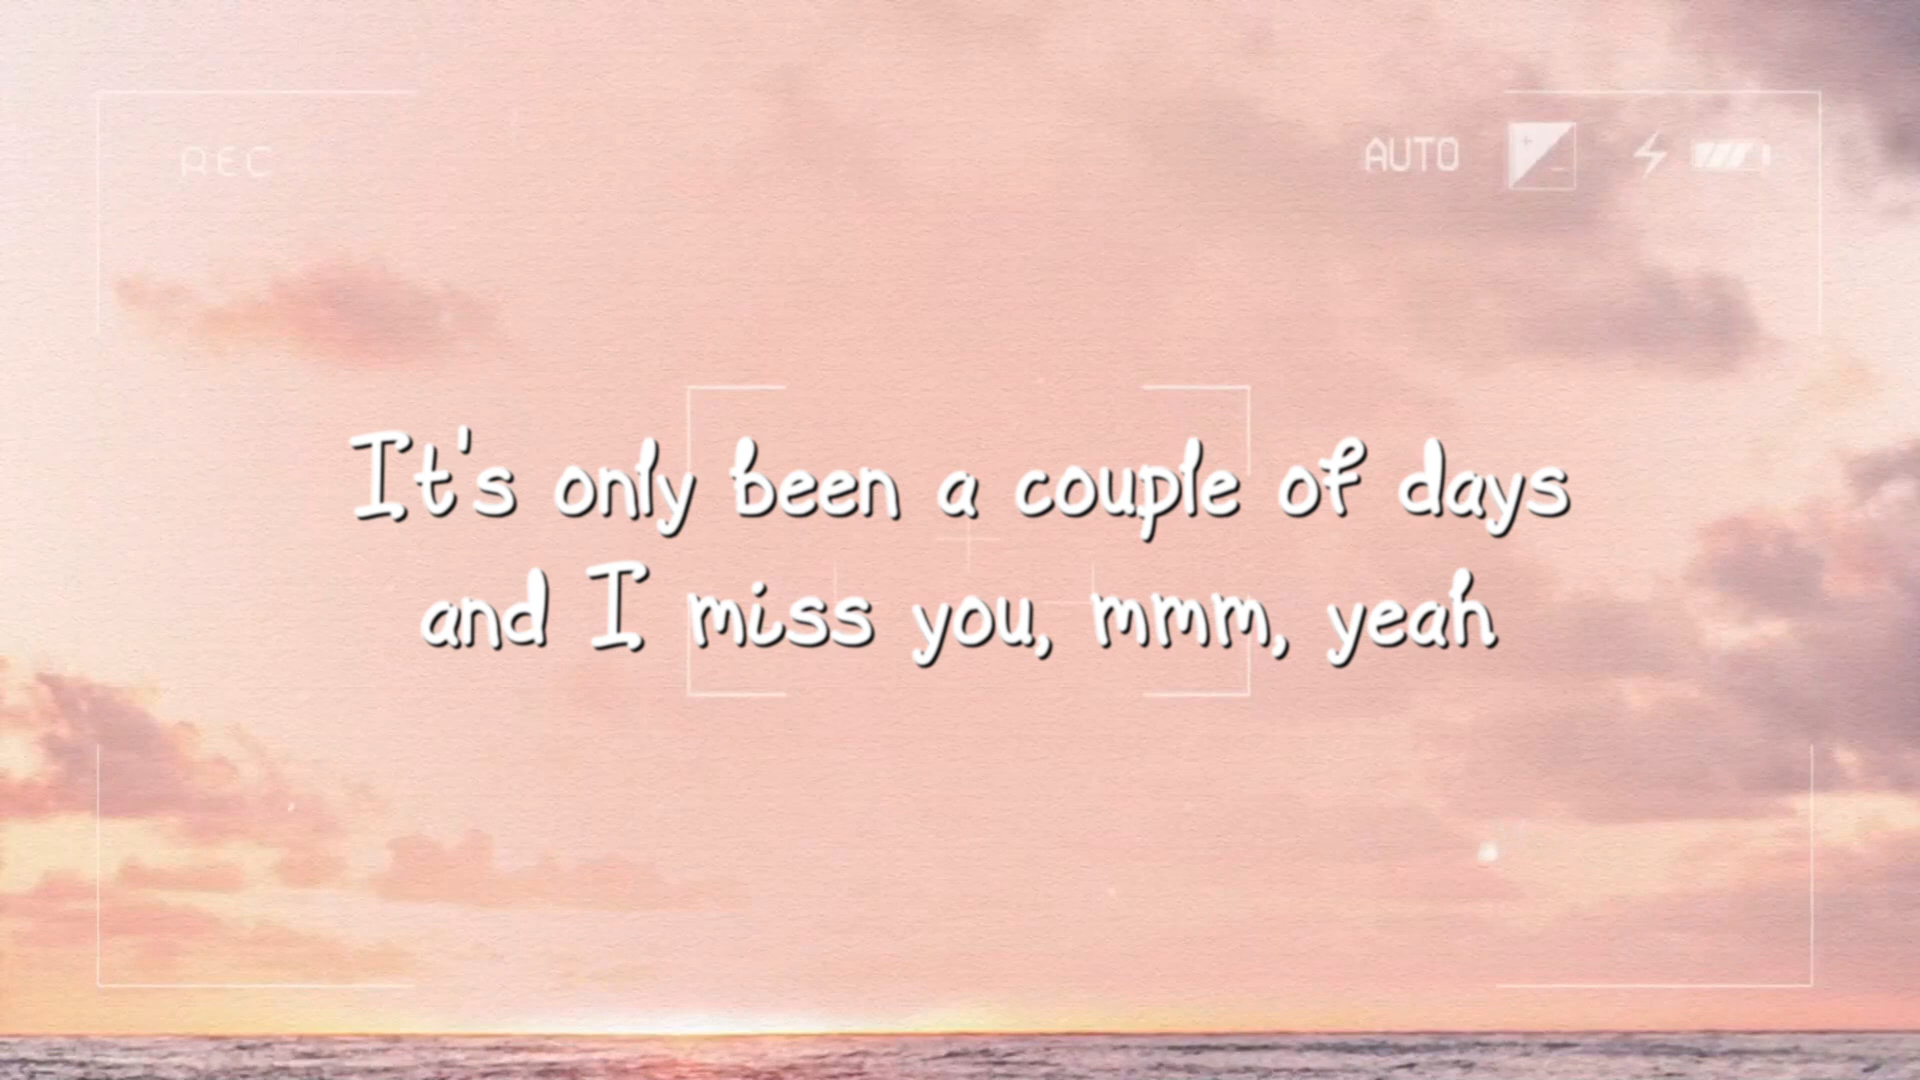 REC
AUTO
It's only been a couple of days
and I miss you, mmm, yeah